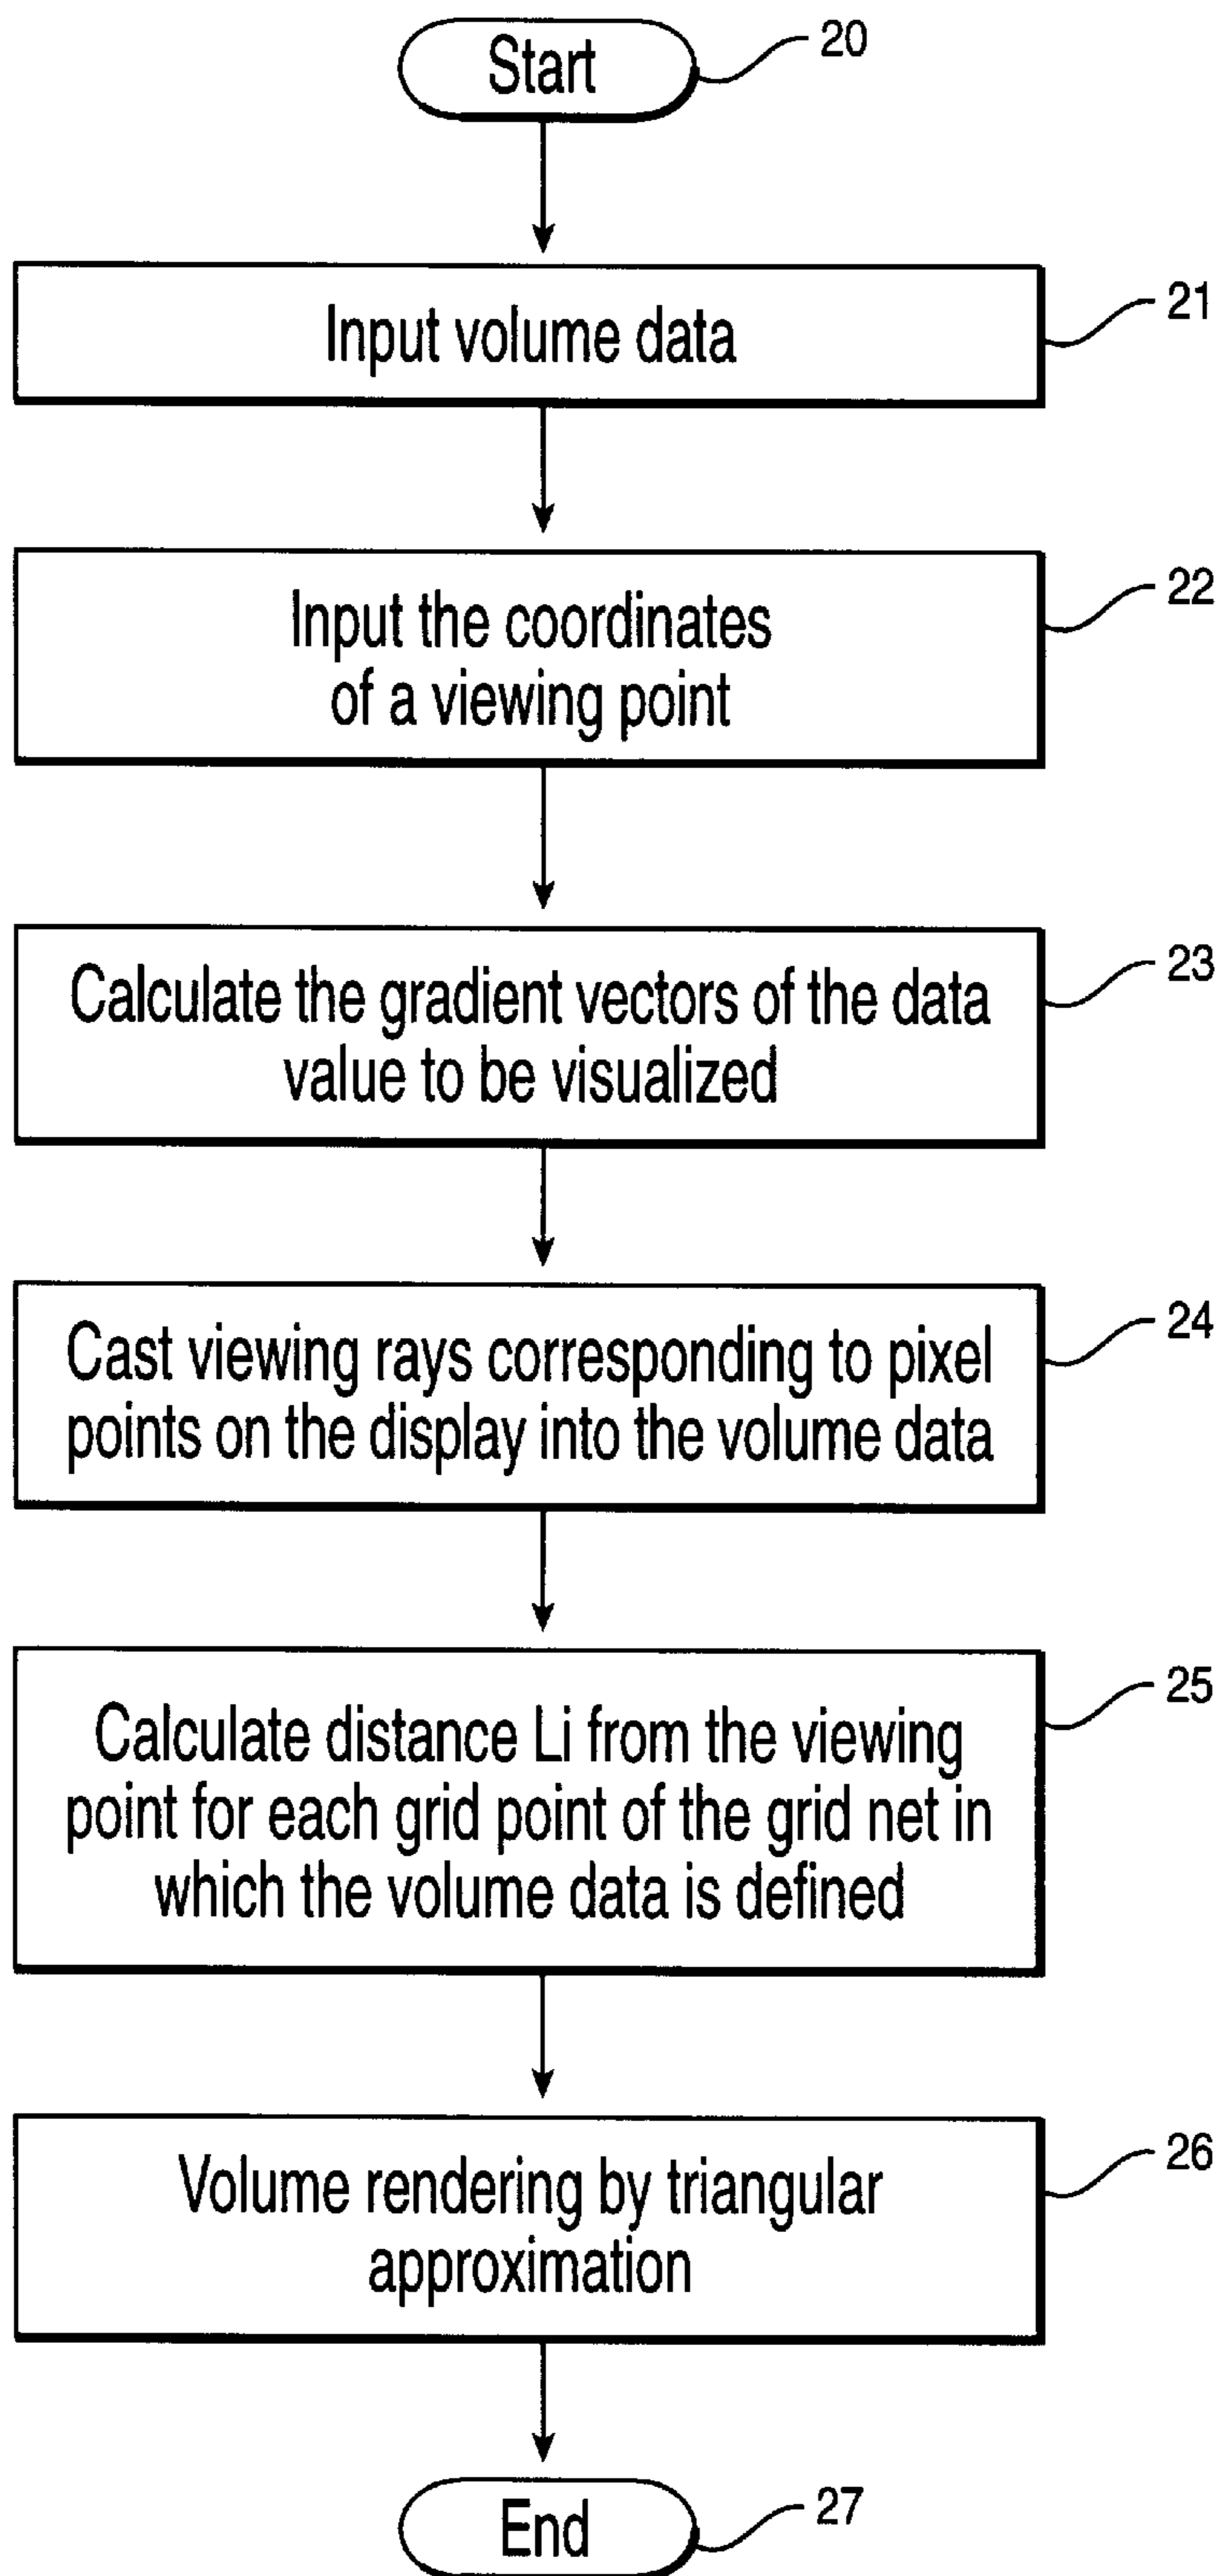 Start
20
Input volume data
21
Input the coordinates
of a viewing point
22
Calculate the gradient vectors of the data
value to be visualized
23
Cast viewing rays corresponding to pixel
points on the display into the volume data
24
Calculate distance Li from the viewing
point for each grid point of the grid net in
which the volume data is defined
25
Volume rendering by triangular
approximation
26
End
27